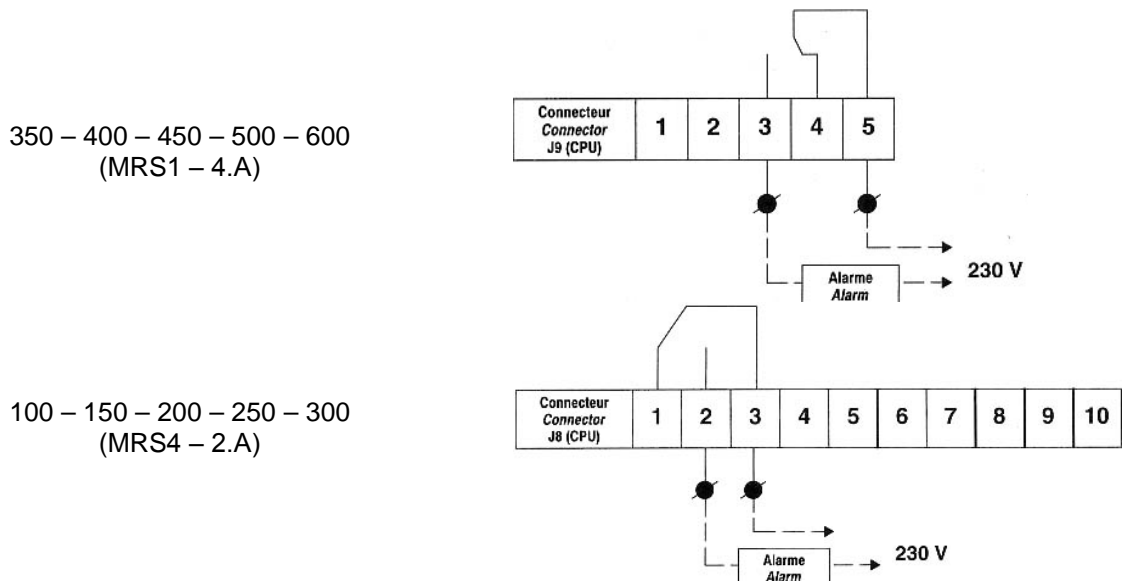 350 – 400 – 450 – 500 – 600
(MRS1 – 4.A)
Connecteur
Connector
J9 (CPU)
1 2 3 4 5
230 V
Alarme
Alarm
100 – 150 – 200 – 250 – 300
(MRS4 – 2.A)
Connecteur
Connector
J8 (CPU)
1 2 3 4 5 6 7 8 9 10
230 V
Alarme
Alarm